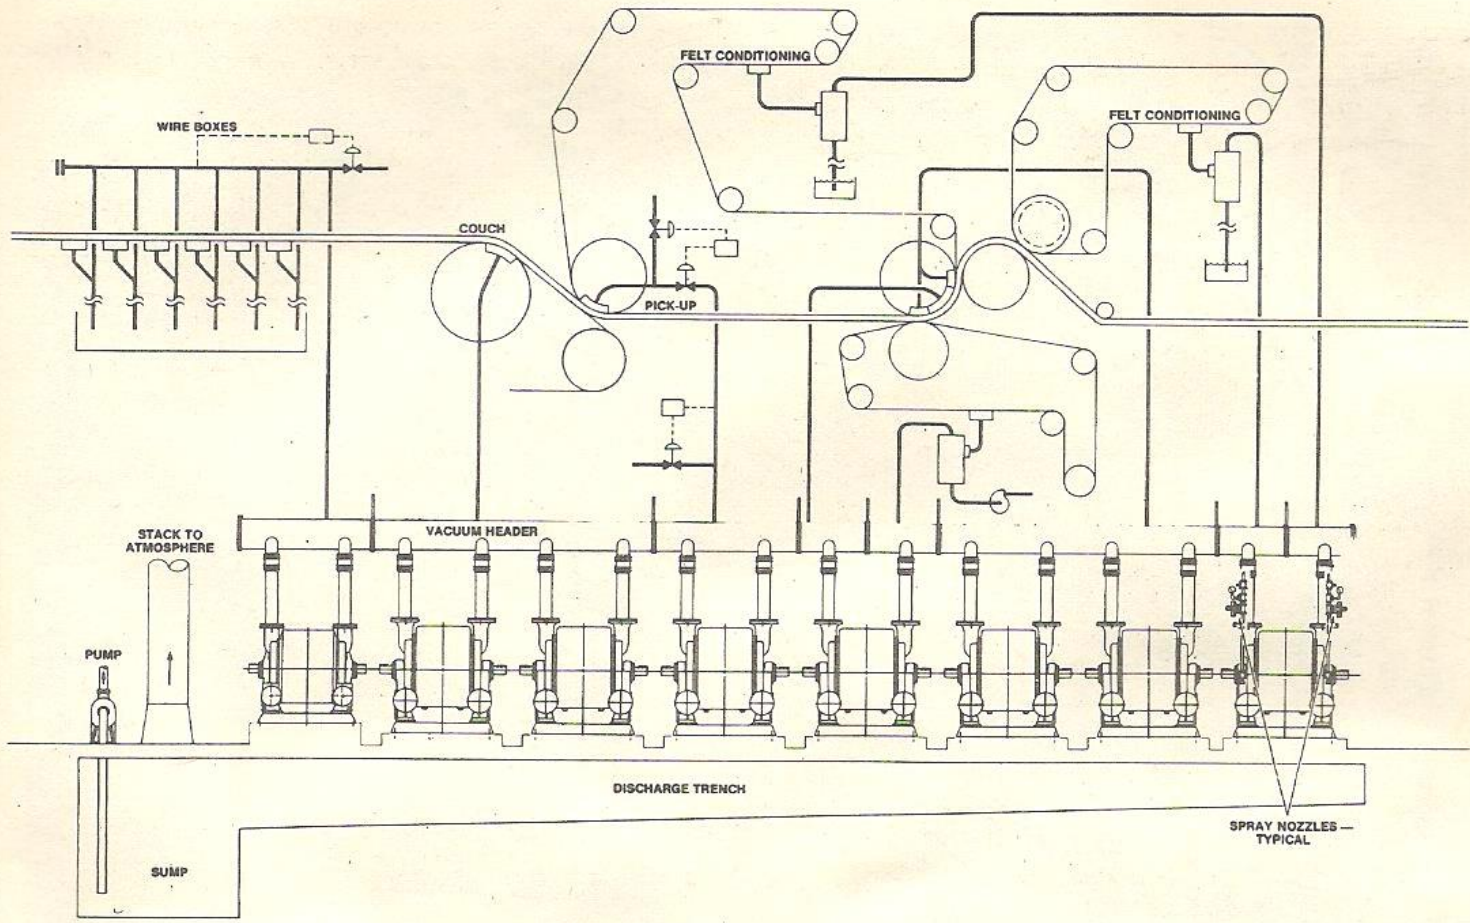 FELT CONDITIONING
FELT CONDITIONING
WIRE BOXES
COUCH
PICK-UP
VACUUM HEADER
STACK TO
ATMOSPHERE
PUMP
DISCHARGE TRENCH
SPRAY NOZZLES —
TYPICAL
SUMP